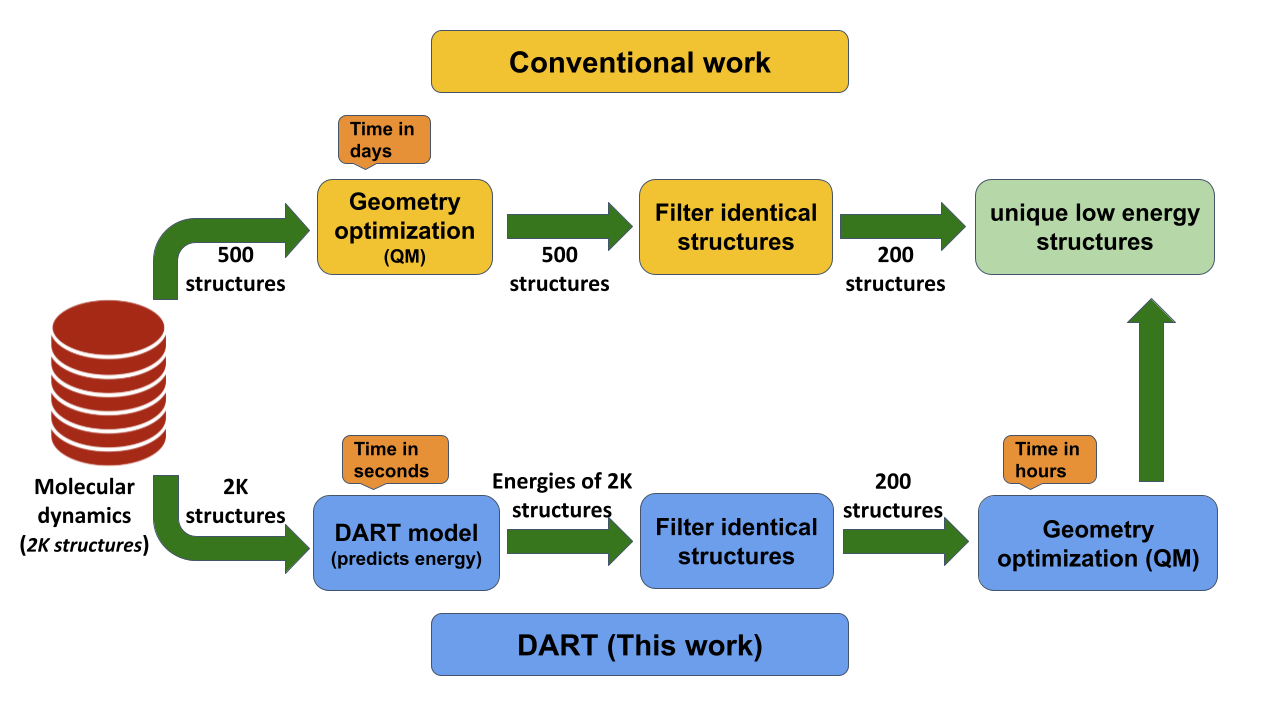 Conventional work
Time in
days
Geometry
optimization
(QM)
Filter identical
structures
unique low energy
structures
500
structures
500
structures
200
structures
Molecular
dynamics
(2K structures)
2K
structures
Time in
seconds
DART model
(predicts energy)
Energies of 2K
structures
Filter identical
structures
200
structures
Time in
hours
Geometry
optimization (QM)
DART (This work)